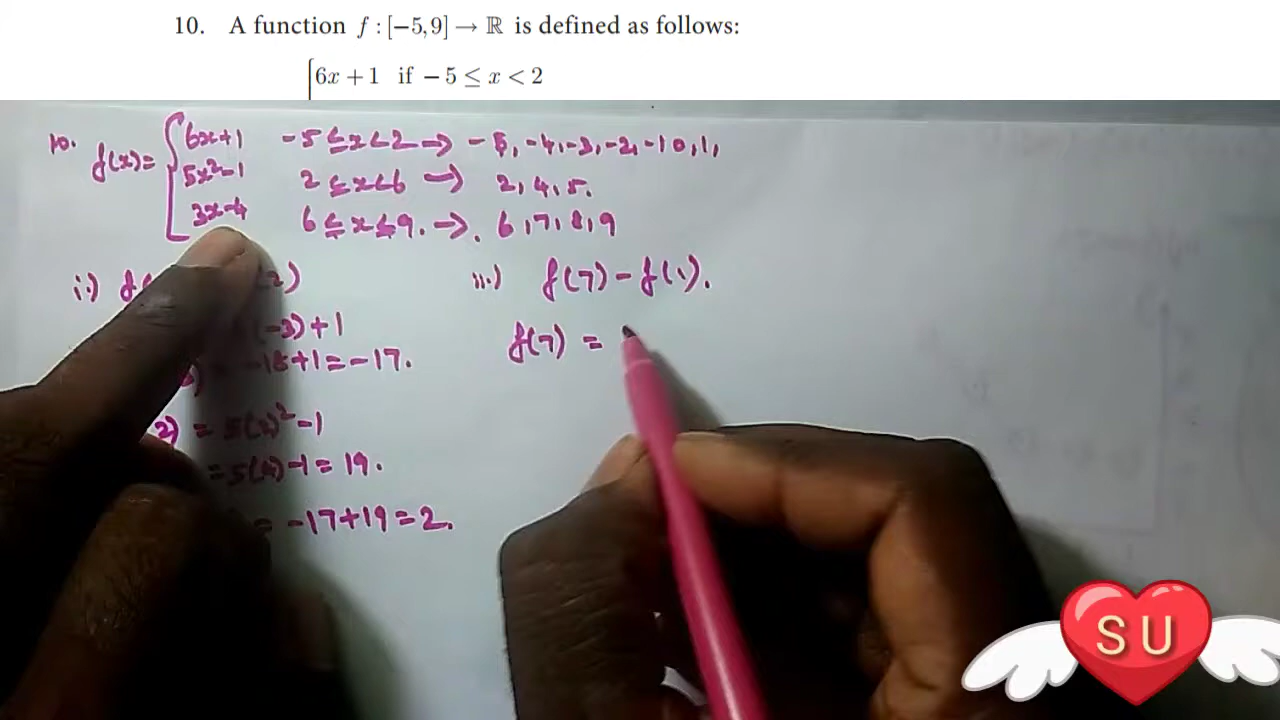 10. A function f : [−5,9] → ℝ is defined as follows:
6x + 1 if − 5 ≤ x < 2
10. f(x) = 6x+1 -5 ≤ x < 2 → -5, -4, -3, -2, -1 0, 1,
5x²-1 2 ≤ x < 6 → 2, 4, 5.
3x-4 6 ≤ x ≤ 9. → . 6, 7, 8, 9
i.) f( (2) ii.) f(7) - f(1).
(-3) + 1
f(7) =
-18+1 = -17.
2) = 5(2)² - 1
= 5(4) - 1 = 19.
= -17+19 = 2.
S U